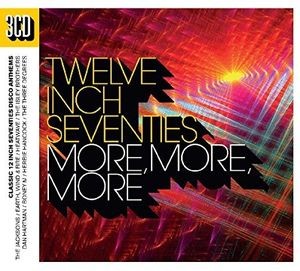 3CD
CLASSIC 12 INCH SEVENTIES DISCO ANTHEMS
THE JACKSONS / EARTH, WIND & FIRE / HEATWAVE / THE ISLEY BROTHERS
DAN HARTMAN / BONEY M / HERBIE HANCOCK / THE THREE DEGREES
TWELVE
INCH
SEVENTIES
MORE, MORE,
MORE